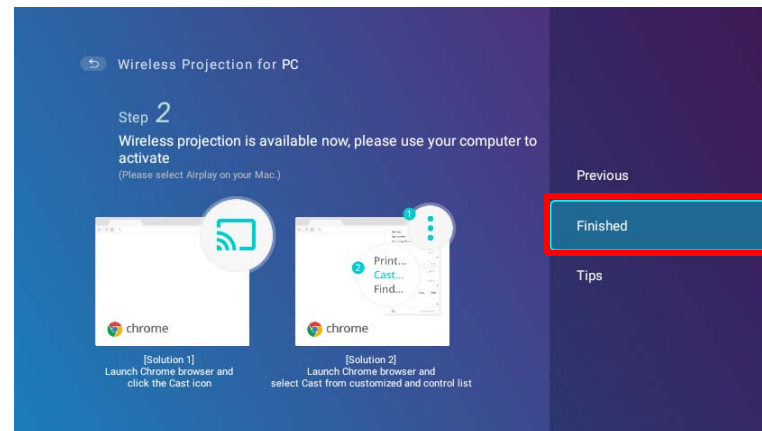 Wireless Projection for PC
Step 2
Wireless projection is available now, please use your computer to
activate
(Please select Airplay on your Mac.)
1
2
Print...
Cast...
Find...
chrome
chrome
[Solution 1]
Launch Chrome browser and
click the Cast icon
[Solution 2]
Launch Chrome browser and
select Cast from customized and control list
Previous
Finished
Tips